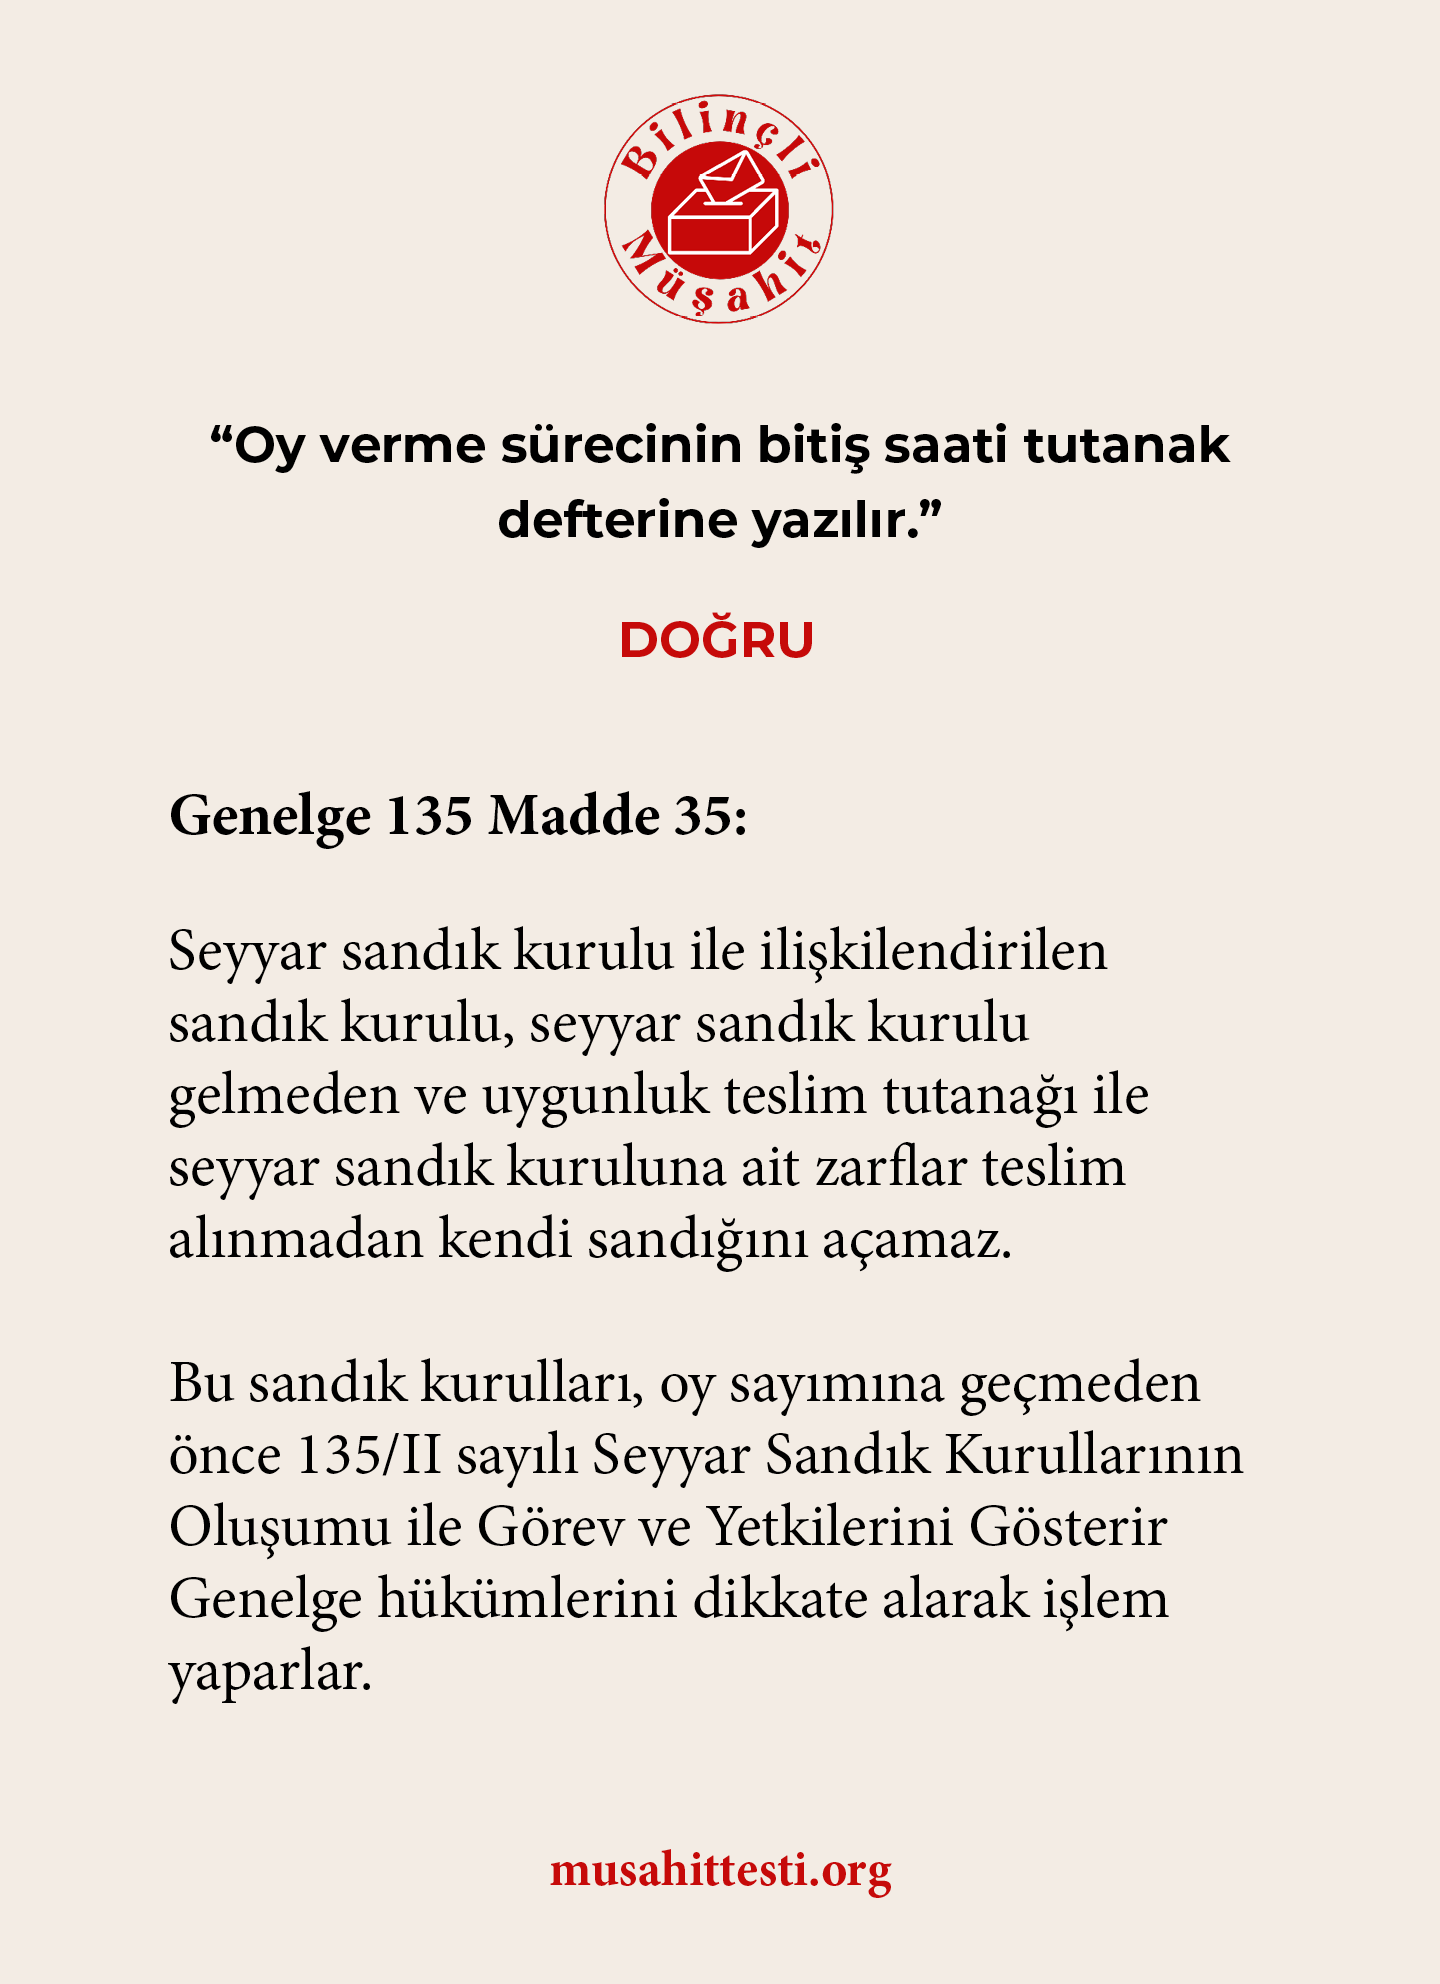 Bilinçli
Müşahit
“Oy verme sürecinin bitiş saati tutanak
defterine yazılır.”
DOĞRU
Genelge 135 Madde 35:
Seyyar sandık kurulu ile ilişkilendirilen
sandık kurulu, seyyar sandık kurulu
gelmeden ve uygunluk teslim tutanağı ile
seyyar sandık kuruluna ait zarflar teslim
alınmadan kendi sandığını açamaz.
Bu sandık kurulları, oy sayımına geçmeden
önce 135/II sayılı Seyyar Sandık Kurullarının
Oluşumu ile Görev ve Yetkilerini Gösterir
Genelge hükümlerini dikkate alarak işlem
yaparlar.
musahittesti.org